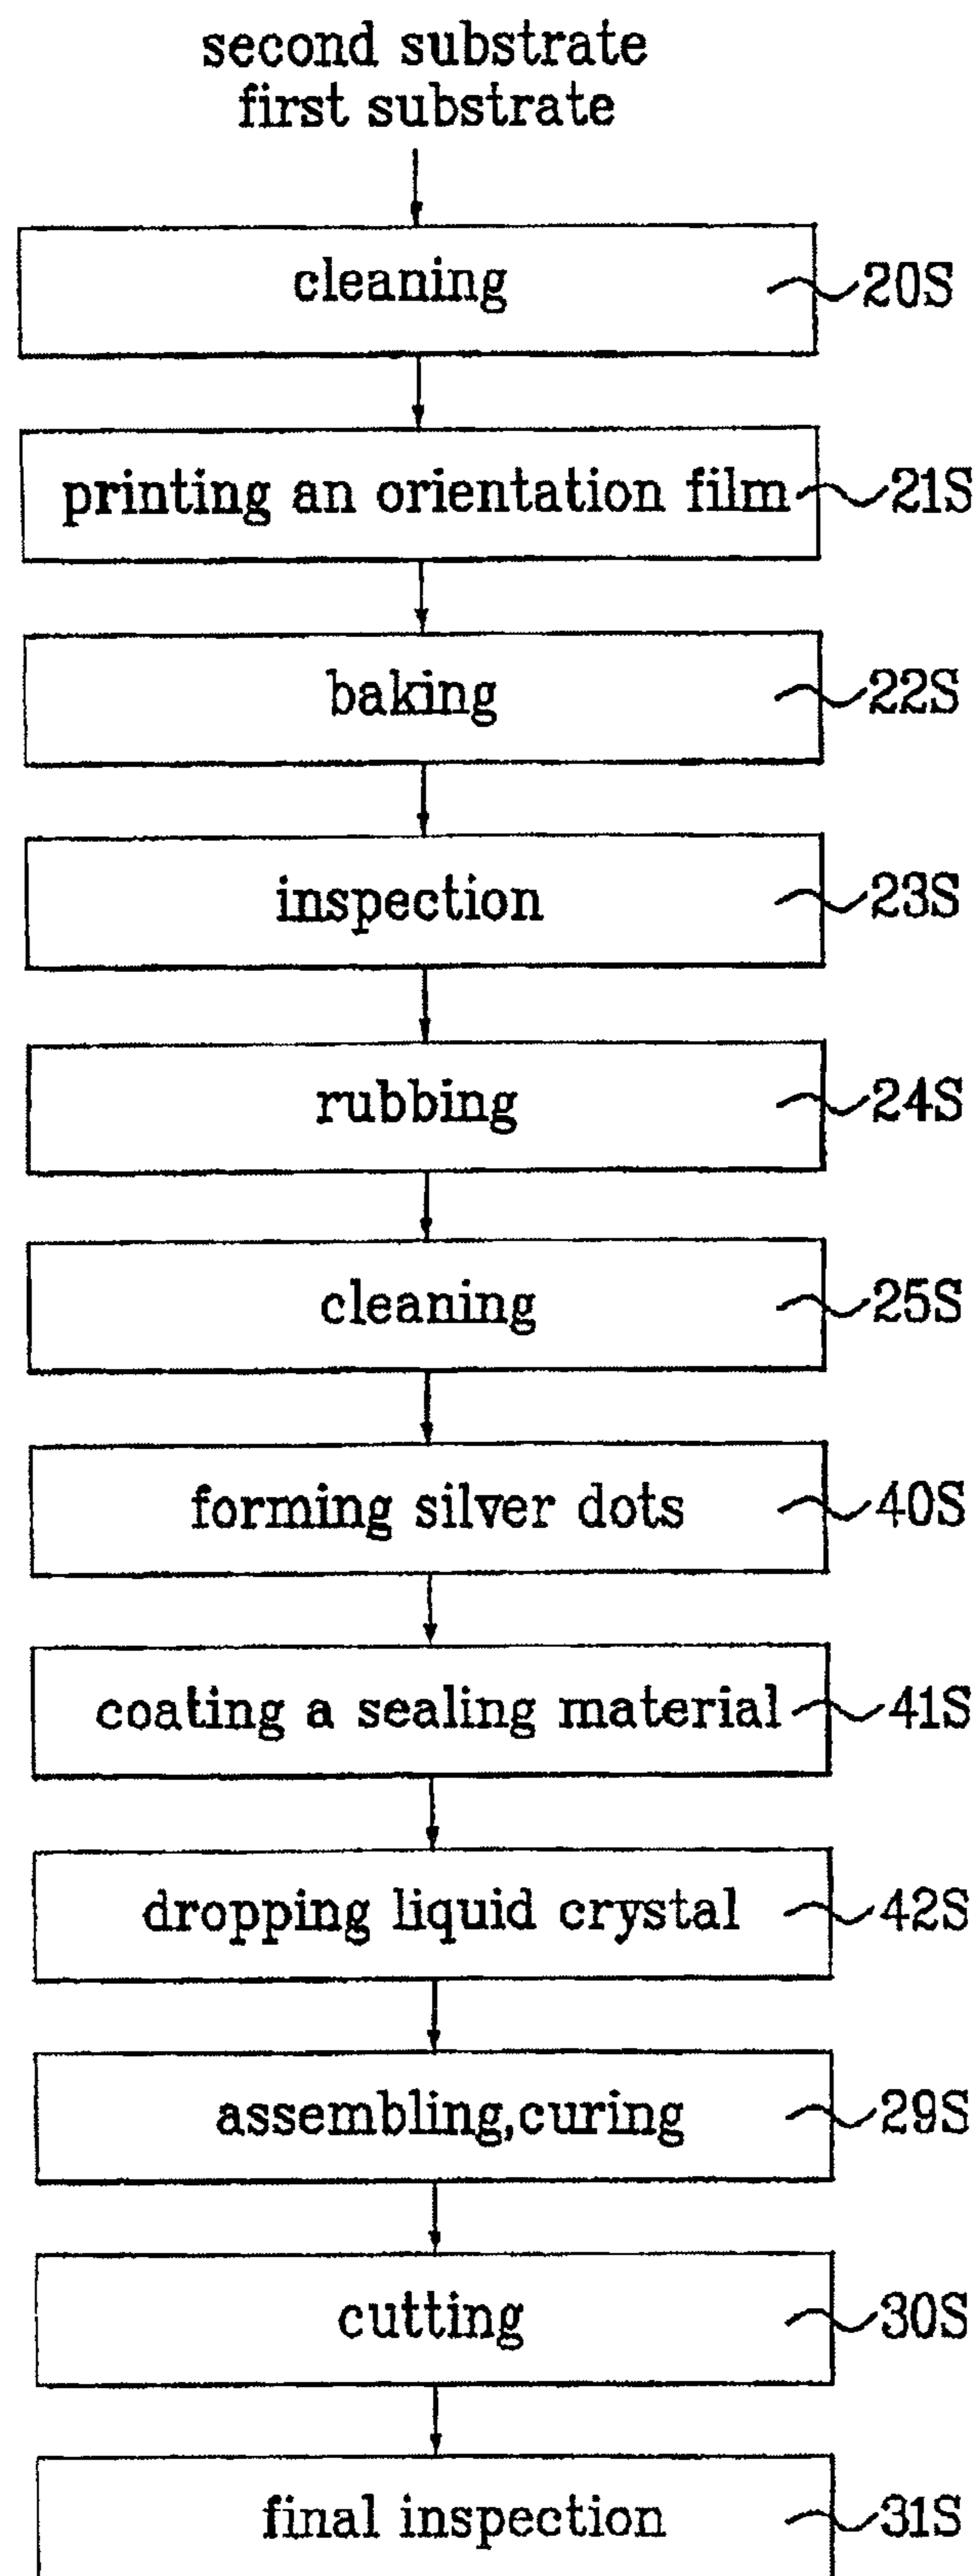 second substrate
first substrate
cleaning 20S
printing an orientation film 21S
baking 22S
inspection 23S
rubbing 24S
cleaning 25S
forming silver dots 40S
coating a sealing material 41S
dropping liquid crystal 42S
assembling,curing 29S
cutting 30S
final inspection 31S